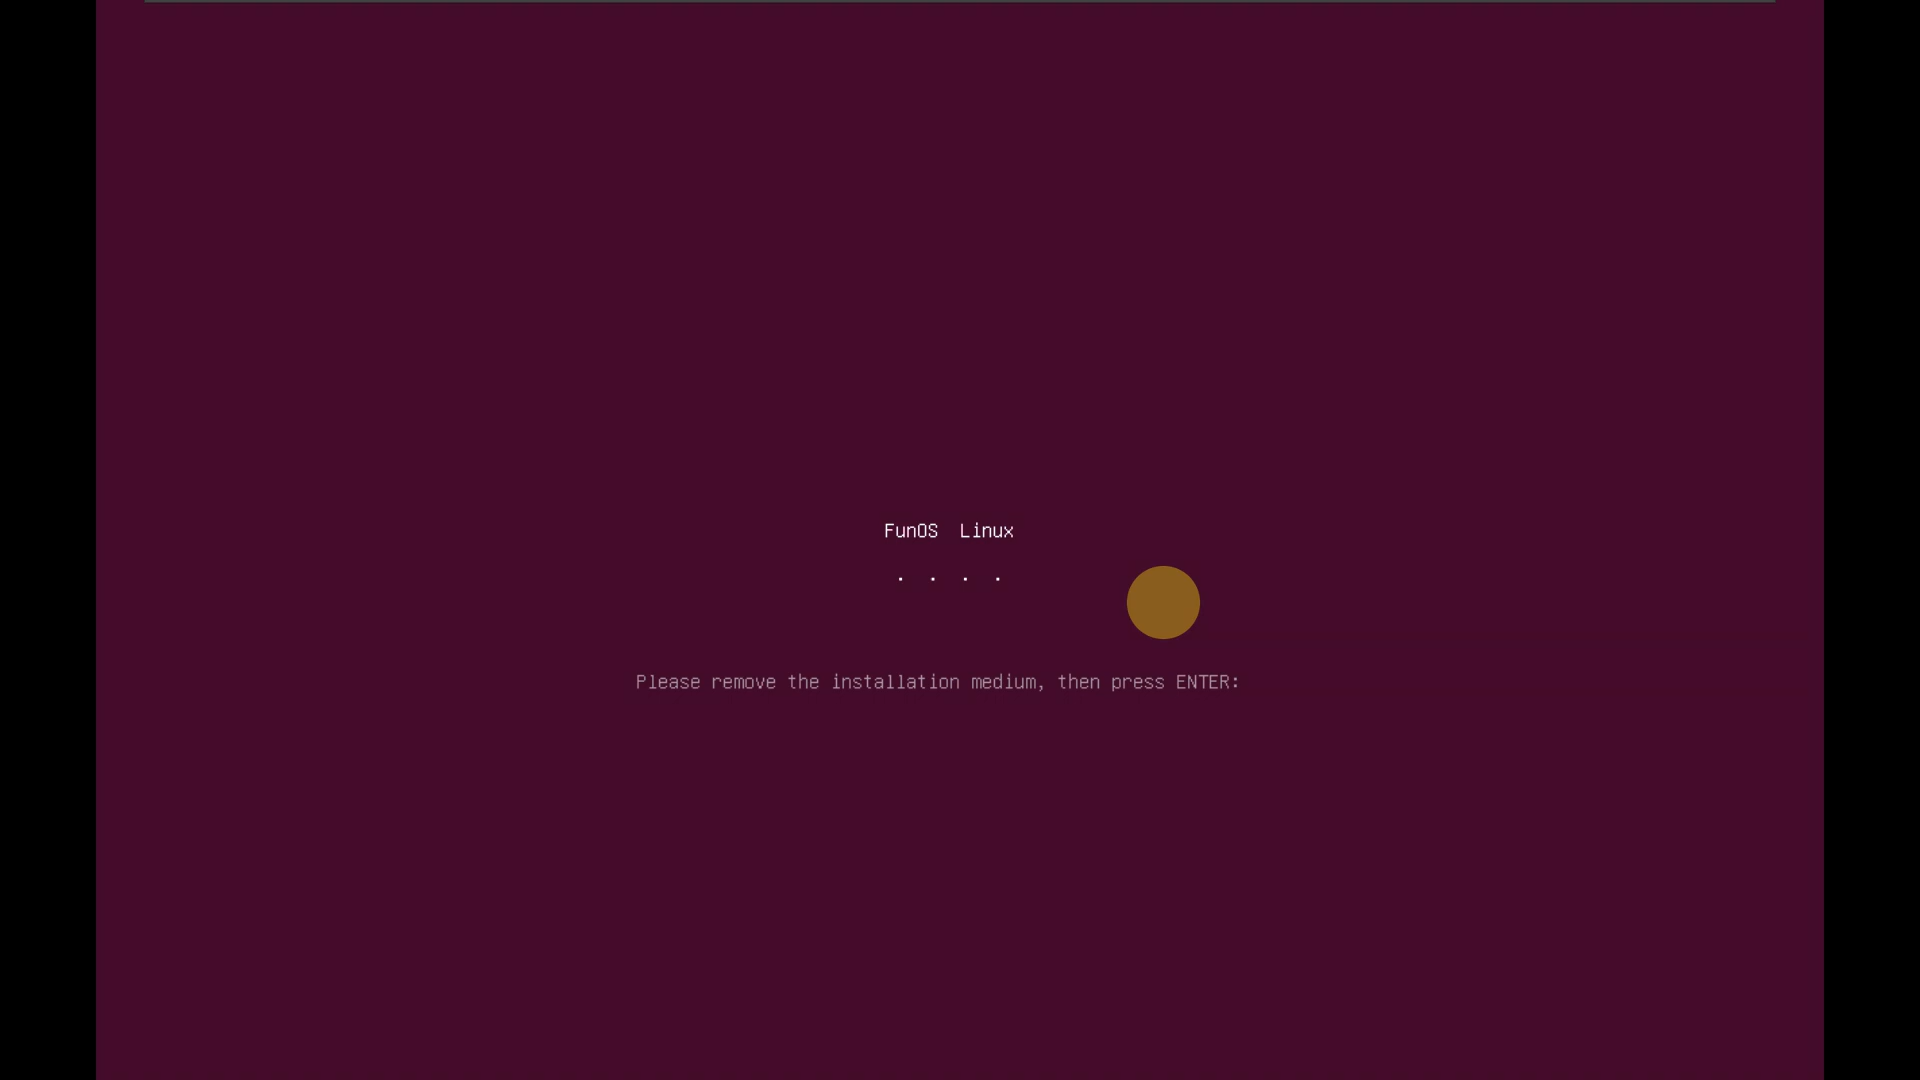 FunOS  Linux
. . . .
Please remove the installation medium, then press ENTER: